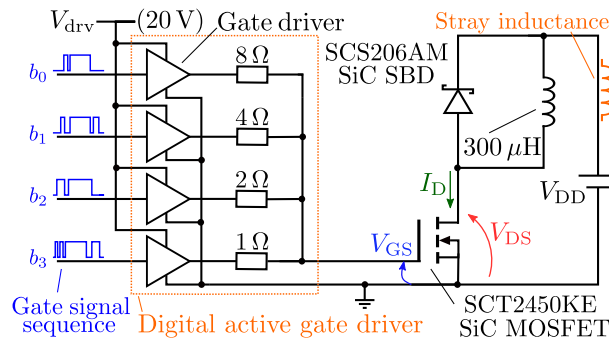 V_drv (20 V) Gate driver
Stray inductance
b_0 8 Ω
SCS206AM
SiC SBD
b_1 4 Ω
300 μH
b_2 2 Ω
I_D
V_DD
V_GS
V_DS
b_3 1 Ω
Gate signal
sequence
Digital active gate driver
SCT2450KE
SiC MOSFET